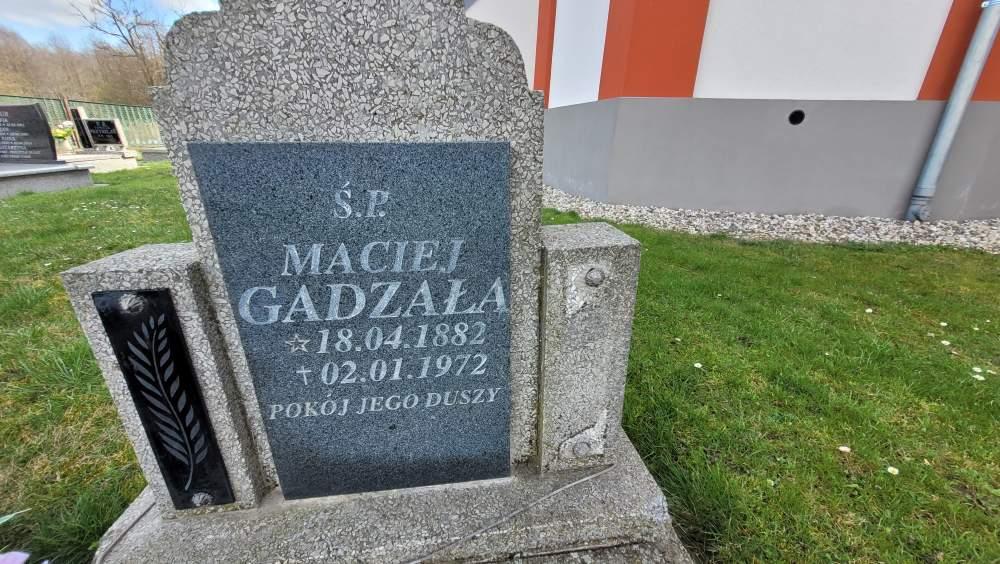 Ś.P.
MACIEJ
GADZAŁA
☆18.04.1882
†02.01.1972
POKÓJ JEGO DUSZY